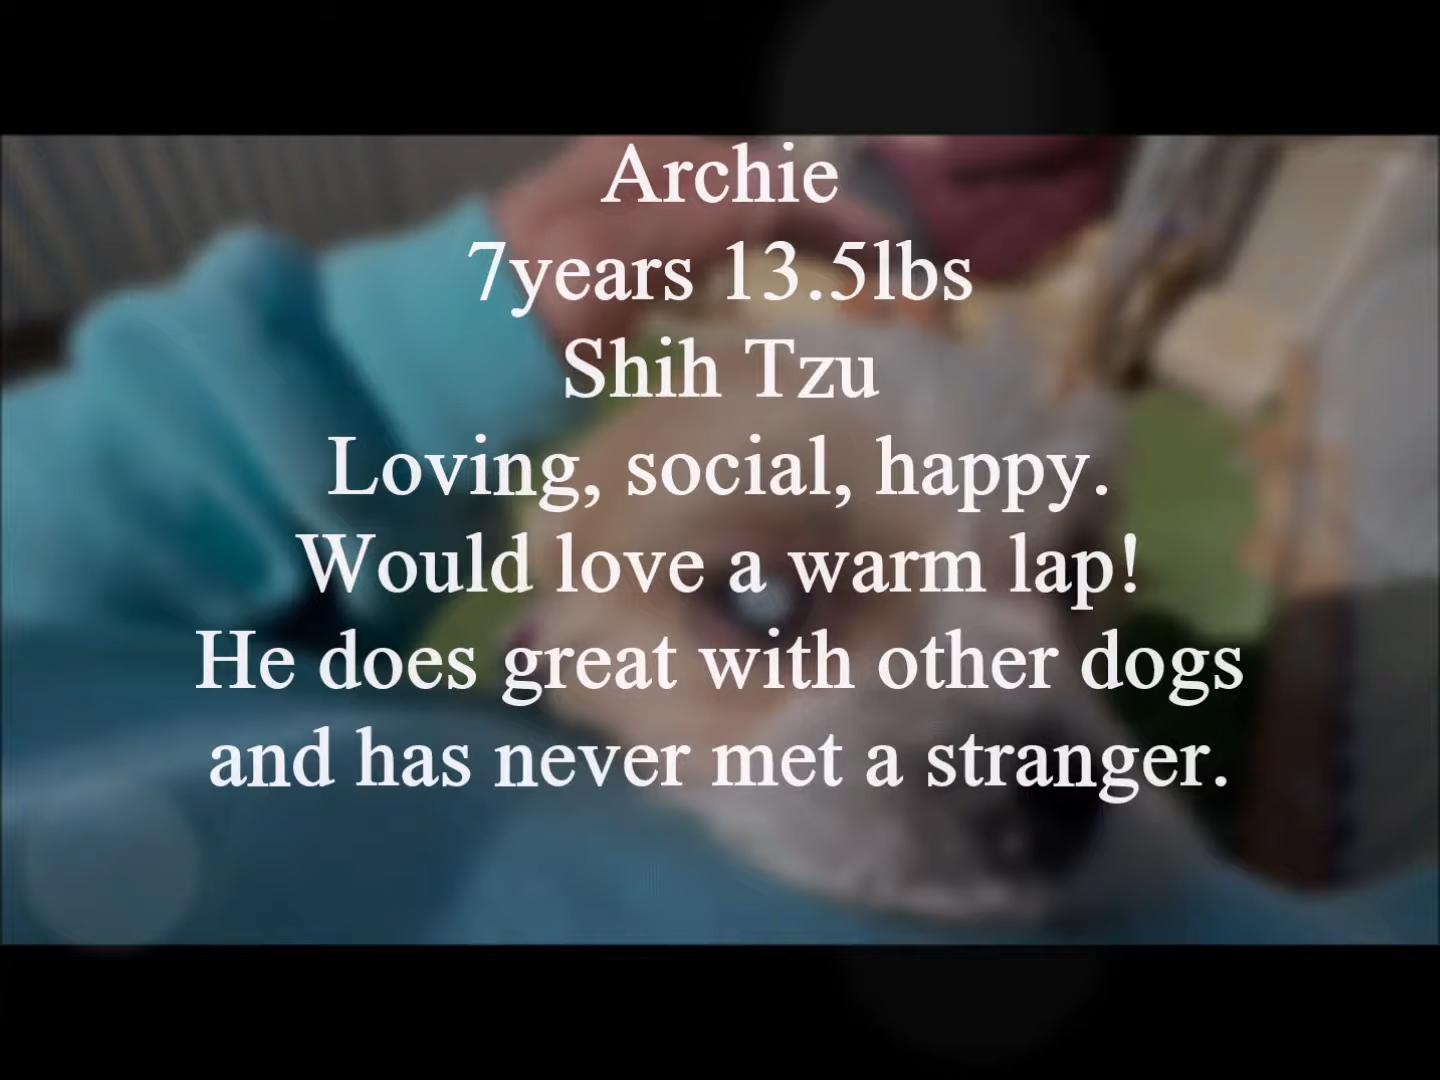 Archie
7years 13.5lbs
Shih Tzu
Loving, social, happy.
Would love a warm lap!
He does great with other dogs
and has never met a stranger.